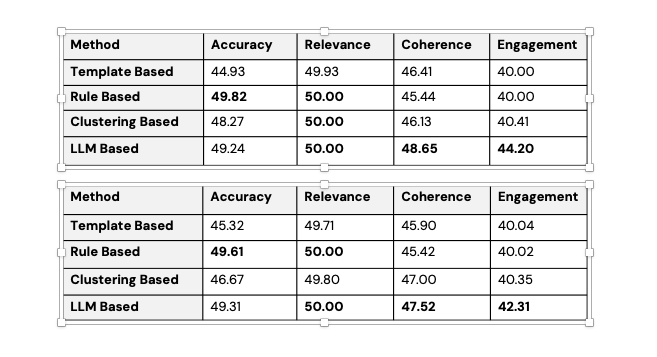 Method Accuracy Relevance Coherence Engagement
Template Based 44.93 49.93 46.41 40.00
Rule Based 49.82 50.00 45.44 40.00
Clustering Based 48.27 50.00 46.13 40.41
LLM Based 49.24 50.00 48.65 44.20
Method Accuracy Relevance Coherence Engagement
Template Based 45.32 49.71 45.90 40.04
Rule Based 49.61 50.00 45.42 40.02
Clustering Based 46.67 49.80 47.00 40.35
LLM Based 49.31 50.00 47.52 42.31